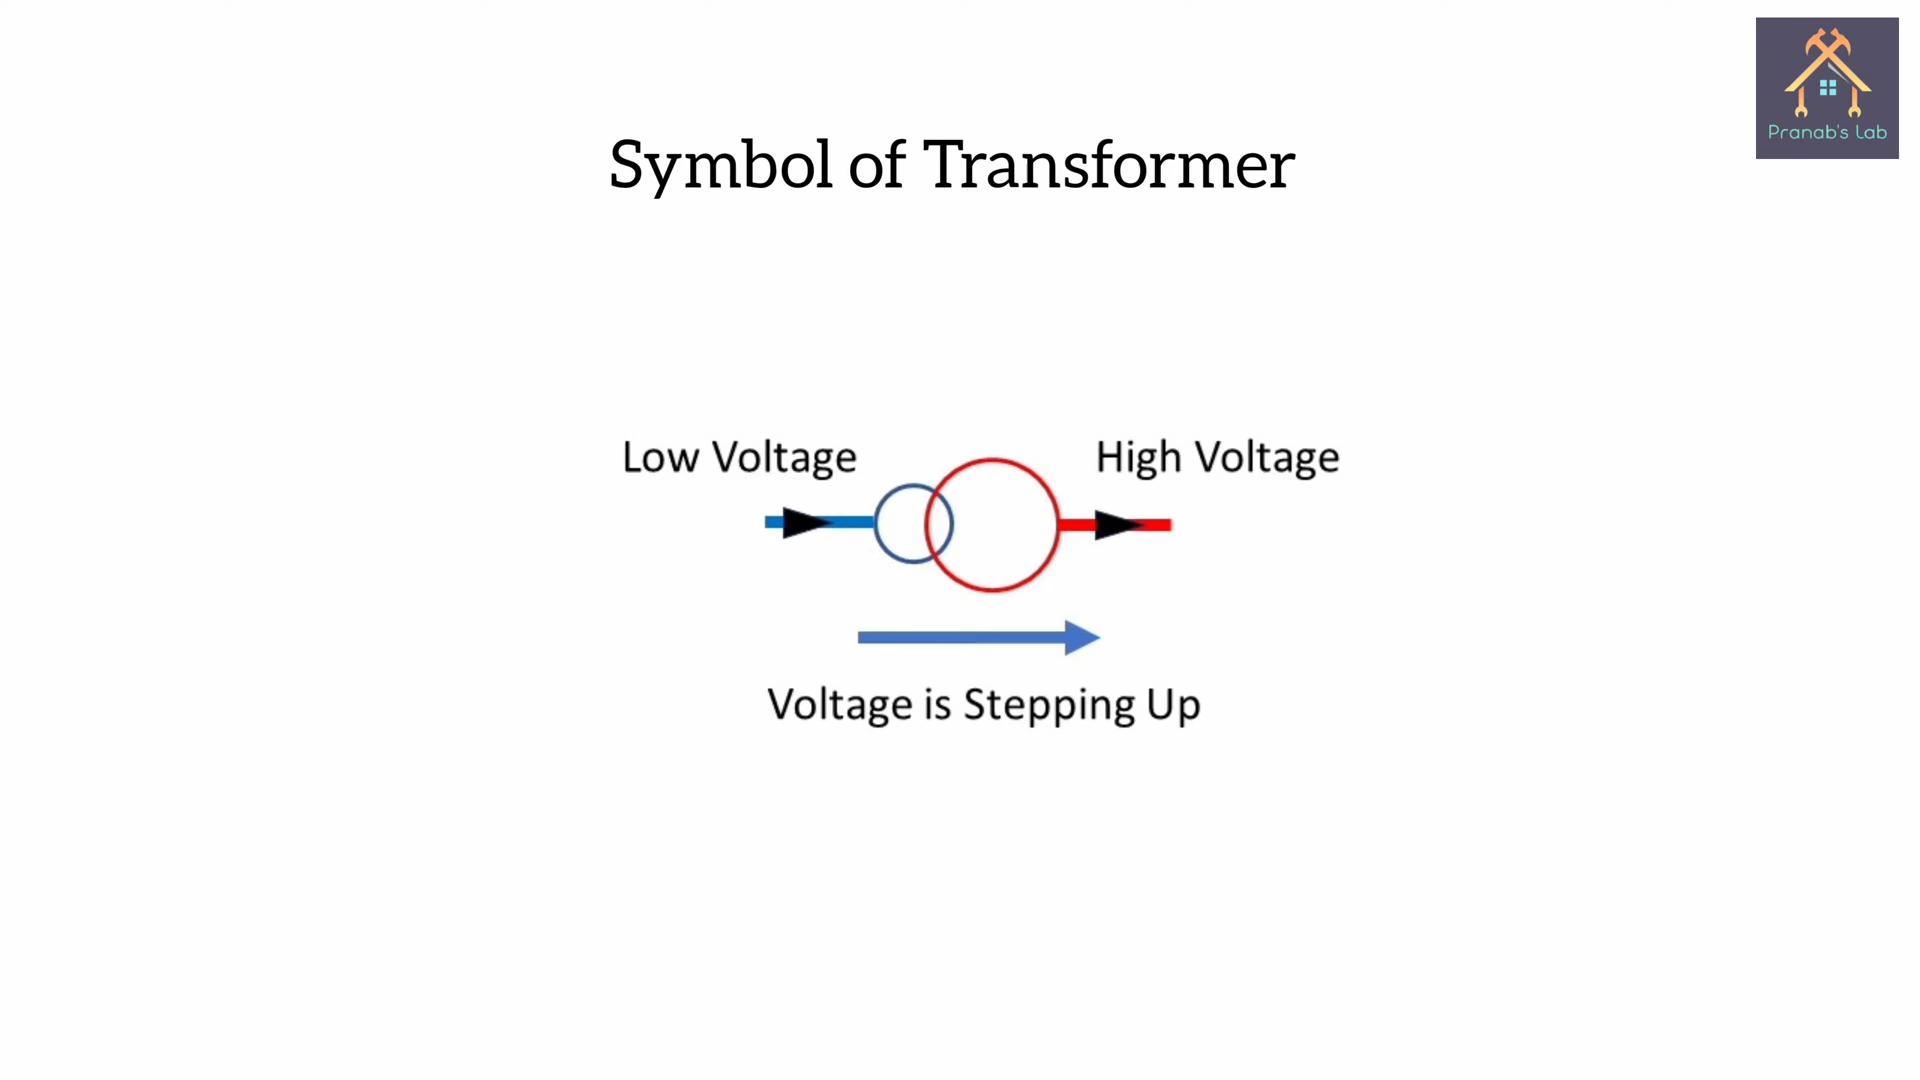 Pranab's Lab
Symbol of Transformer
Low Voltage
High Voltage
Voltage is Stepping Up